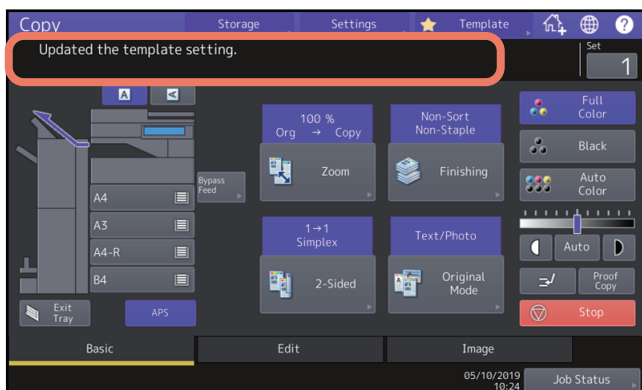 Copy
Storage
Settings
Template
?
Updated the template setting.
Set
1
A
A
100 %
Org → Copy
Zoom
Non-Sort
Non-Staple
Finishing
Full
Color
Black
Auto
Color
Bypass
Feed
A4
A3
A4-R
B4
1→1
Simplex
2-Sided
Text/Photo
Original
Mode
Auto
Proof
Copy
Exit
Tray
APS
Stop
Basic
Edit
Image
05/10/2019
10:24
Job Status